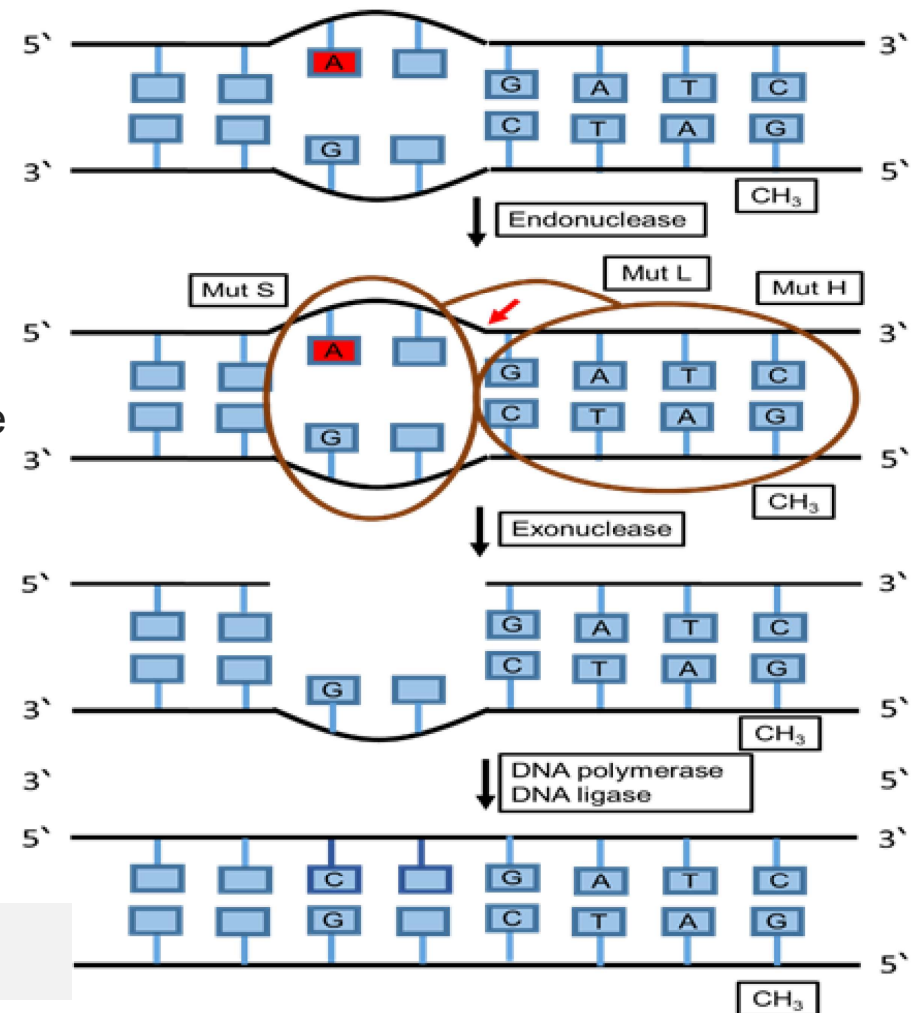 5` 3`
A
G A T C
G C T A G
3` 5`
CH₃
Endonuclease
Mut S Mut L Mut H
5` 3`
A
G A T C
e
G C T A G
3` 5`
CH₃
Exonuclease
5` 3`
G A T C
G C T A G
3` 5`
CH₃
3` DNA polymerase 5`
DNA ligase
5` 3`
C G A T C
G C T A G
5`
CH₃